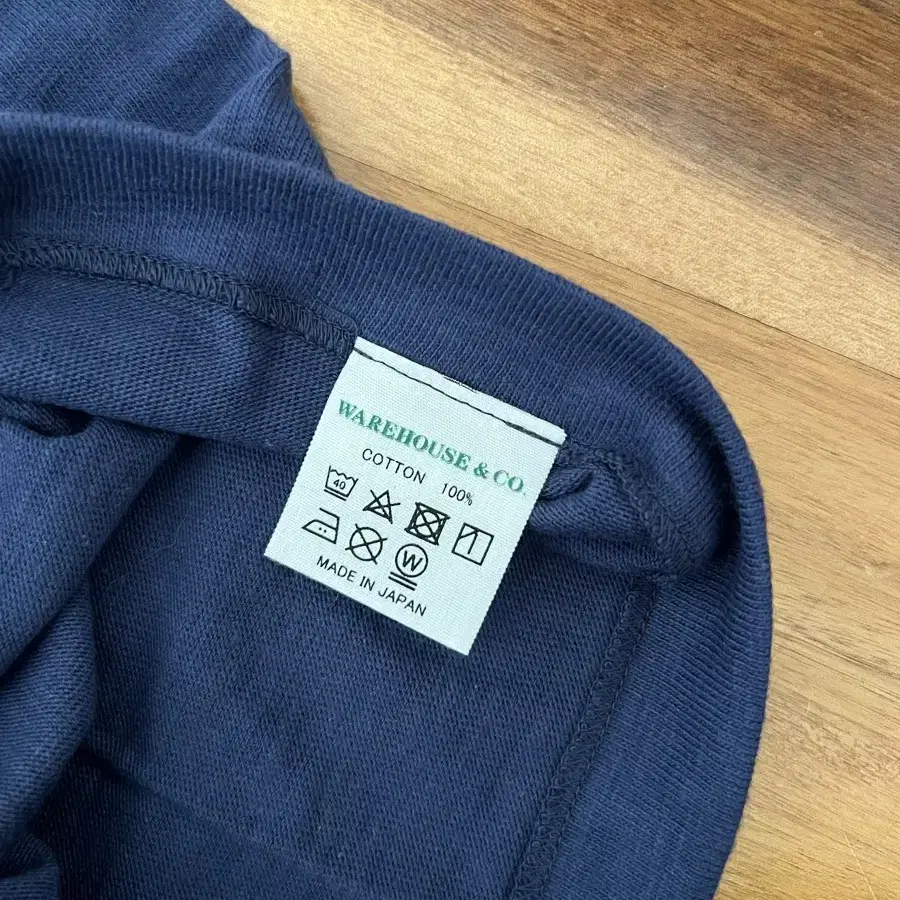 WAREHOUSE & CO.
COTTON 100%
40
W
MADE IN JAPAN